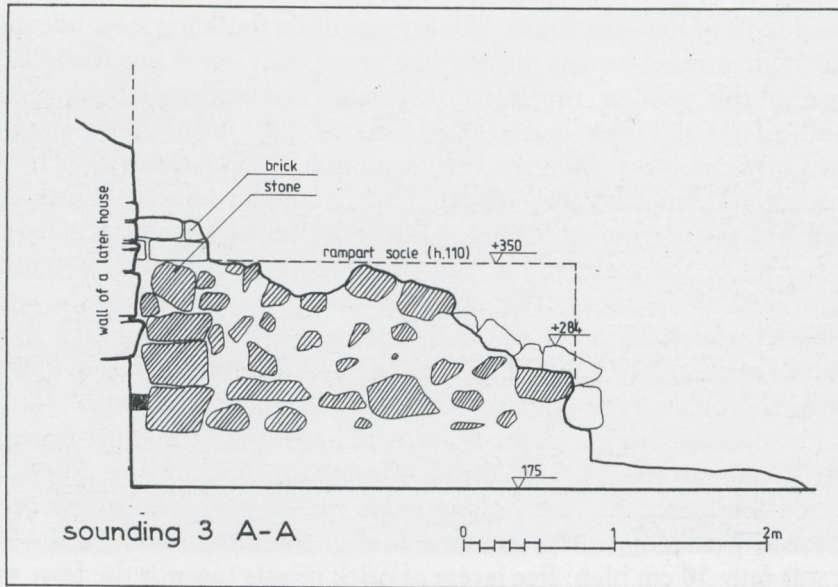 brick
stone
wall of a later house
rampart socle (h.110)
+350
+284
175
sounding 3 A-A
0 1 2m